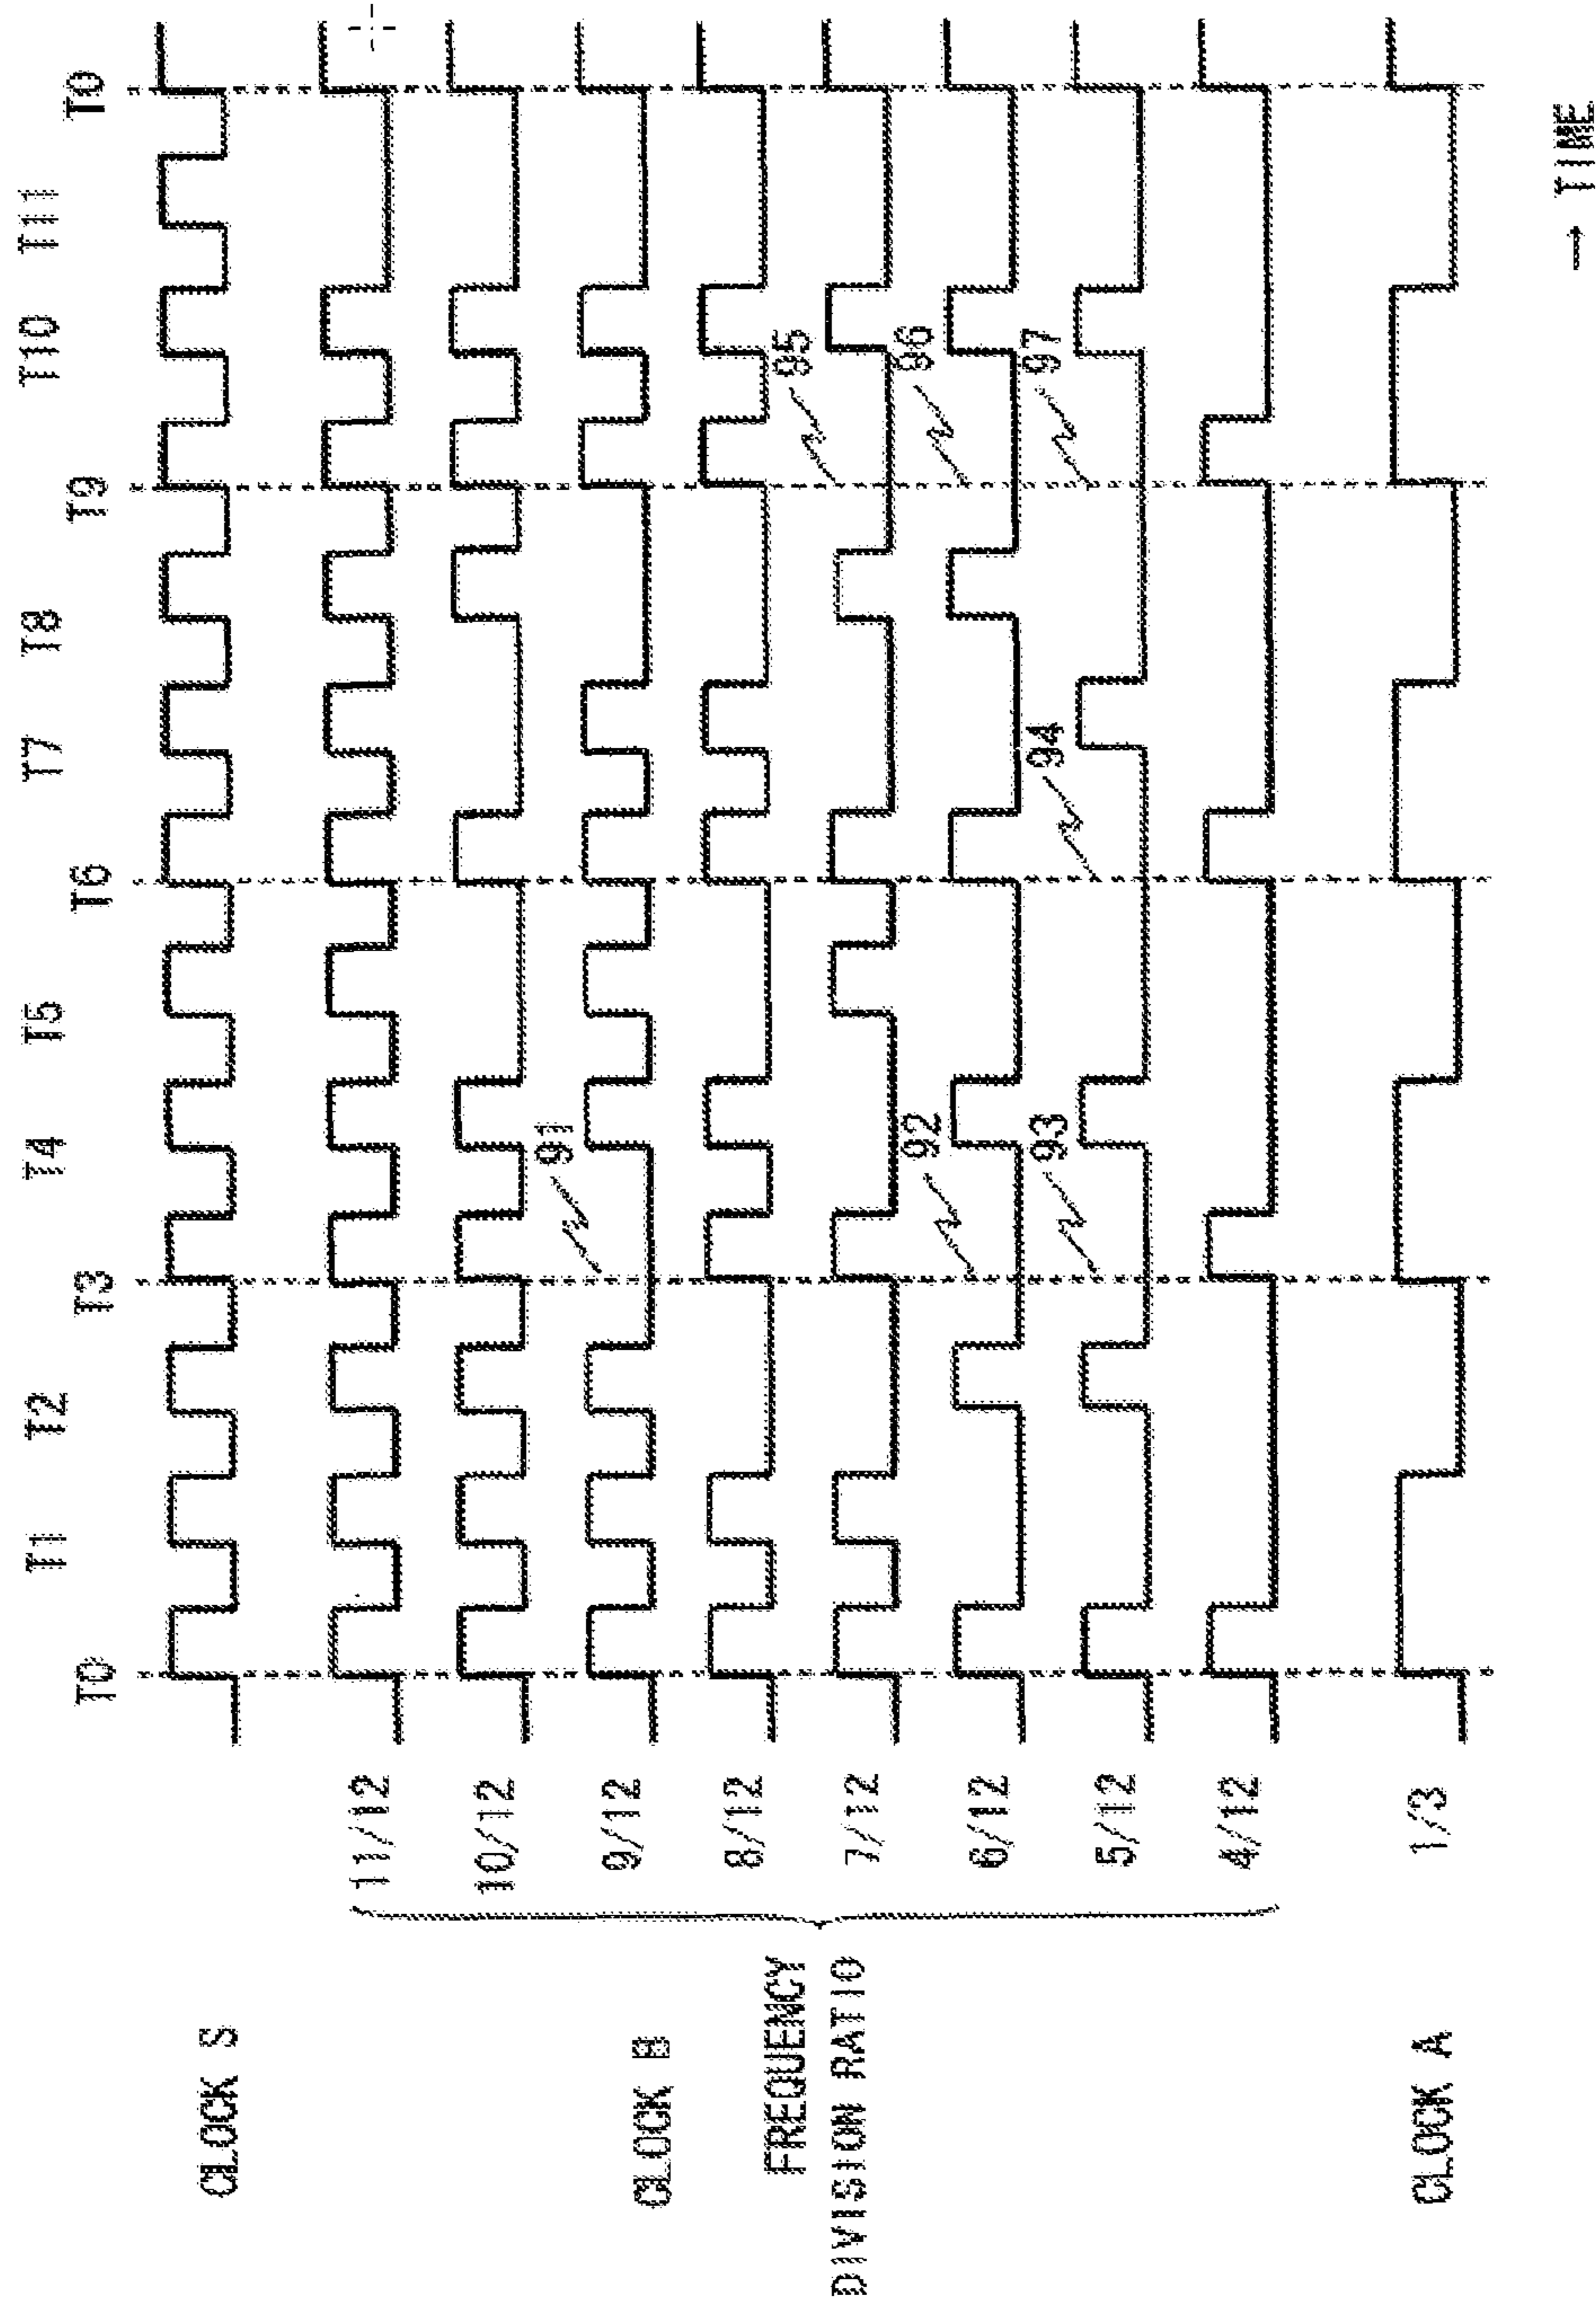 T0 T1 T2 T3 T4 T5 T6 T7 T8 T9 T10 T11 T0
CLOCK S
11/12
10/12
CLOCK B
9/12
91
FREQUENCY
DIVISION RATIO
8/12
7/12
95
6/12
92
96
5/12
93
94
97
4/12
CLOCK A
1/3
→ TIME